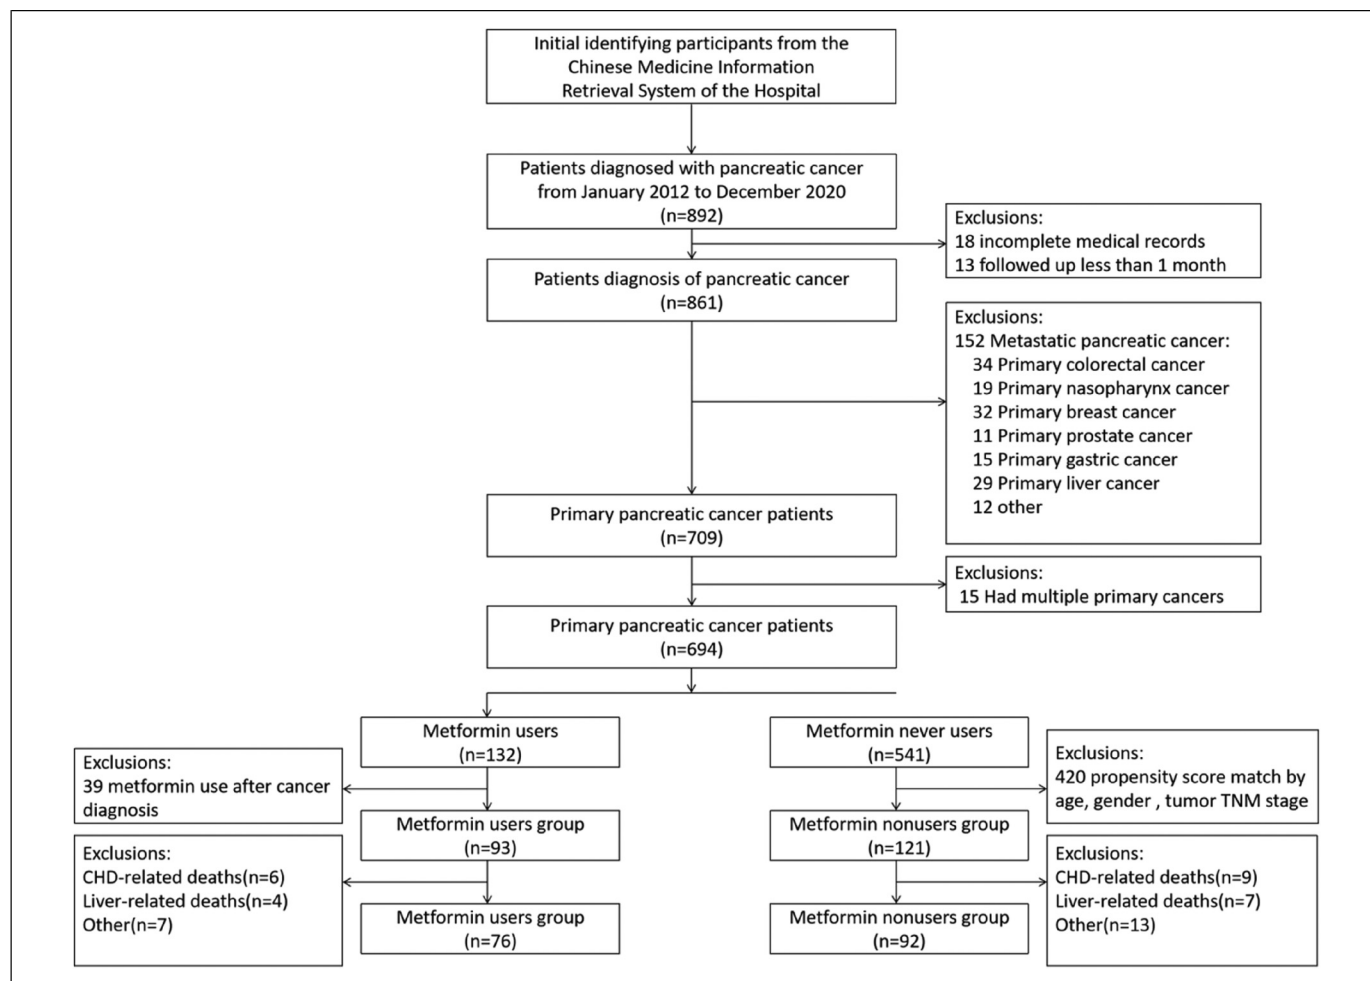 Initial identifying participants from the
Chinese Medicine Information
Retrieval System of the Hospital
Patients diagnosed with pancreatic cancer
from January 2012 to December 2020
(n=892)
Exclusions:
18 incomplete medical records
13 followed up less than 1 month
Patients diagnosis of pancreatic cancer
(n=861)
Exclusions:
152 Metastatic pancreatic cancer:
34 Primary colorectal cancer
19 Primary nasopharynx cancer
32 Primary breast cancer
11 Primary prostate cancer
15 Primary gastric cancer
29 Primary liver cancer
12 other
Primary pancreatic cancer patients
(n=709)
Exclusions:
15 Had multiple primary cancers
Primary pancreatic cancer patients
(n=694)
Metformin users
(n=132)
Metformin never users
(n=541)
Exclusions:
39 metformin use after cancer
diagnosis
Exclusions:
420 propensity score match by
age, gender , tumor TNM stage
Metformin users group
(n=93)
Metformin nonusers group
(n=121)
Exclusions:
CHD-related deaths(n=6)
Liver-related deaths(n=4)
Other(n=7)
Exclusions:
CHD-related deaths(n=9)
Liver-related deaths(n=7)
Other(n=13)
Metformin users group
(n=76)
Metformin nonusers group
(n=92)